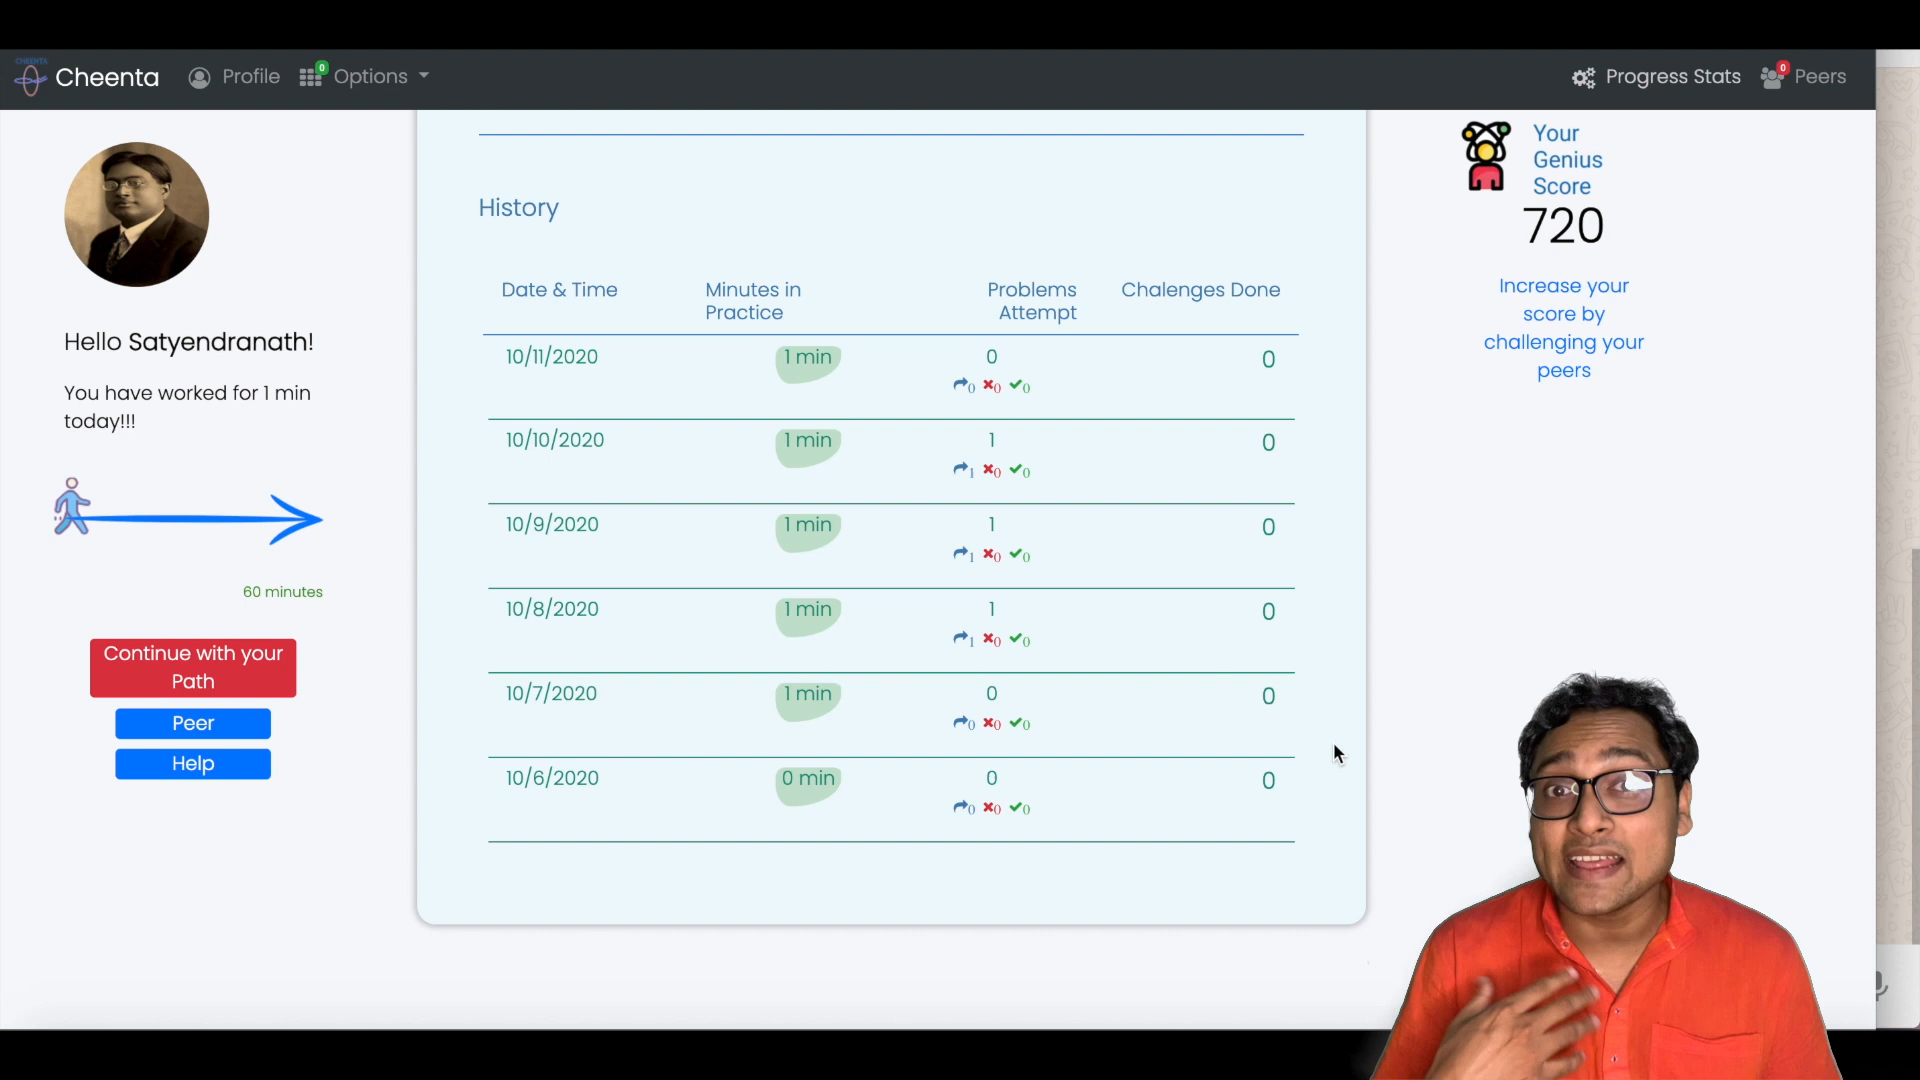 CHEENTA
Cheenta
Profile
0
Options
Progress Stats
0
Peers
Hello Satyendranath!
You have worked for 1 min
today!!!
60 minutes
Continue with your
Path
Peer
Help
History
Date & Time
Minutes in
Practice
Problems
Attempt
Chalenges Done
10/11/2020
1 min
0
0 0 0
0
10/10/2020
1 min
1
1 0 0
0
10/9/2020
1 min
1
1 0 0
0
10/8/2020
1 min
1
1 0 0
0
10/7/2020
1 min
0
0 0 0
0
10/6/2020
0 min
0
0 0 0
0
Your
Genius
Score
720
Increase your
score by
challenging your
peers